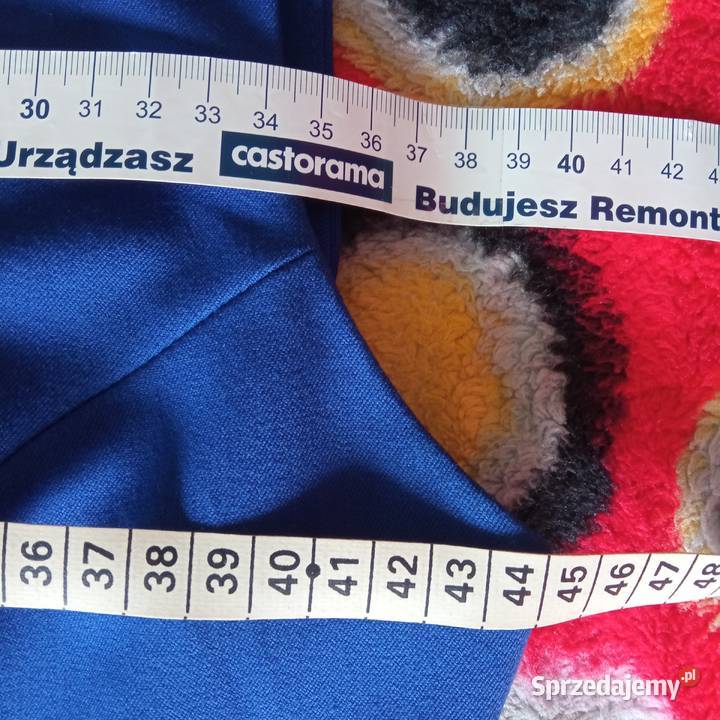 30 31 32 33 34 35 36 37 38 39 40 41 42
Urządzasz castorama Budujesz Remont
36 37 38 39 40 41 42 43 44 45 46 47 48
Sprzedajemy.pl